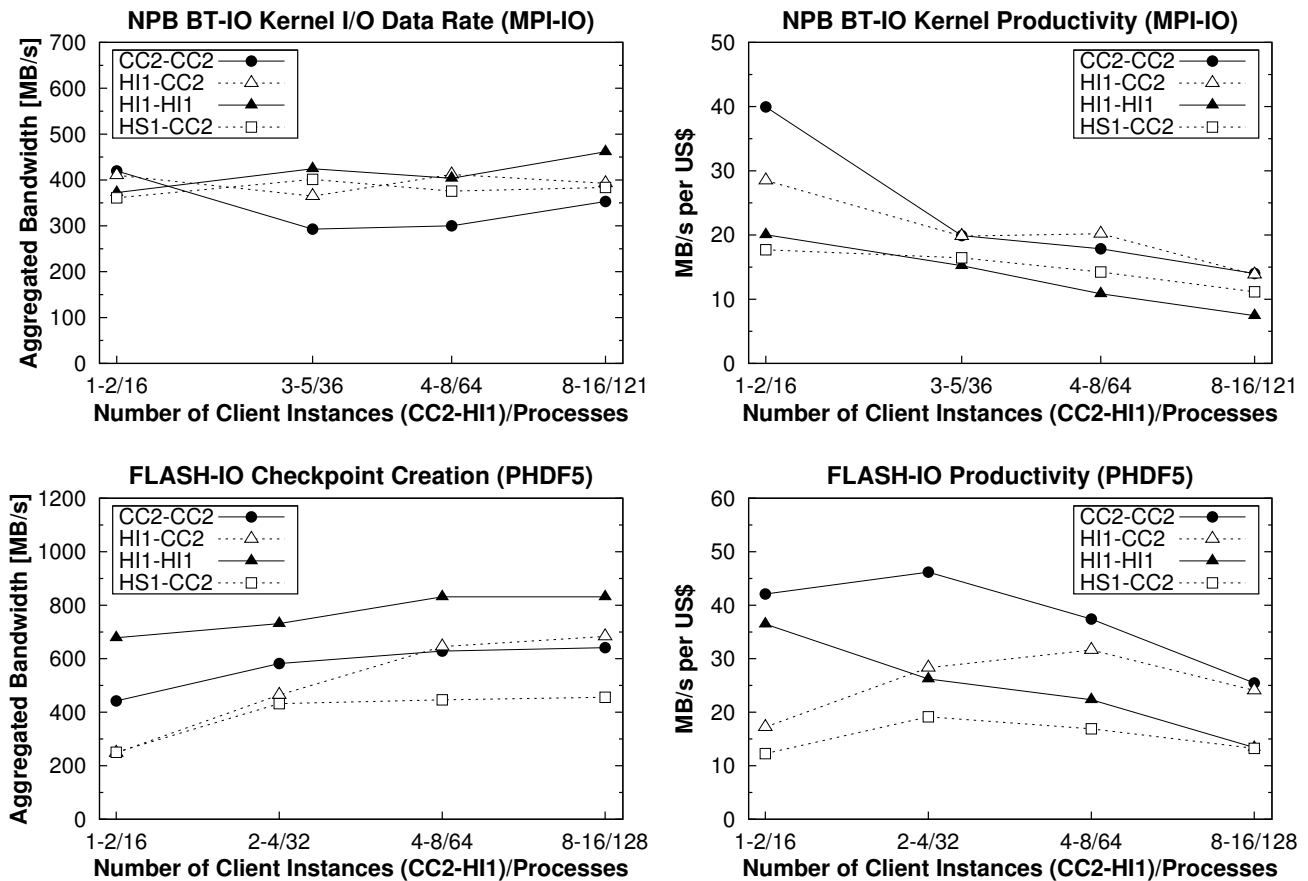 NPB BT-IO Kernel I/O Data Rate (MPI-IO)
Aggregated Bandwidth [MB/s]
700
600
500
400
300
200
100
0
CC2-CC2
HI1-CC2
HI1-HI1
HS1-CC2
1-2/16 3-5/36 4-8/64 8-16/121
Number of Client Instances (CC2-HI1)/Processes
NPB BT-IO Kernel Productivity (MPI-IO)
MB/s per US$
50
40
30
20
10
0
CC2-CC2
HI1-CC2
HI1-HI1
HS1-CC2
1-2/16 3-5/36 4-8/64 8-16/121
Number of Client Instances (CC2-HI1)/Processes
FLASH-IO Checkpoint Creation (PHDF5)
Aggregated Bandwidth [MB/s]
1200
1000
800
600
400
200
0
CC2-CC2
HI1-CC2
HI1-HI1
HS1-CC2
1-2/16 2-4/32 4-8/64 8-16/128
Number of Client Instances (CC2-HI1)/Processes
FLASH-IO Productivity (PHDF5)
MB/s per US$
60
50
40
30
20
10
0
CC2-CC2
HI1-CC2
HI1-HI1
HS1-CC2
1-2/16 2-4/32 4-8/64 8-16/128
Number of Client Instances (CC2-HI1)/Processes